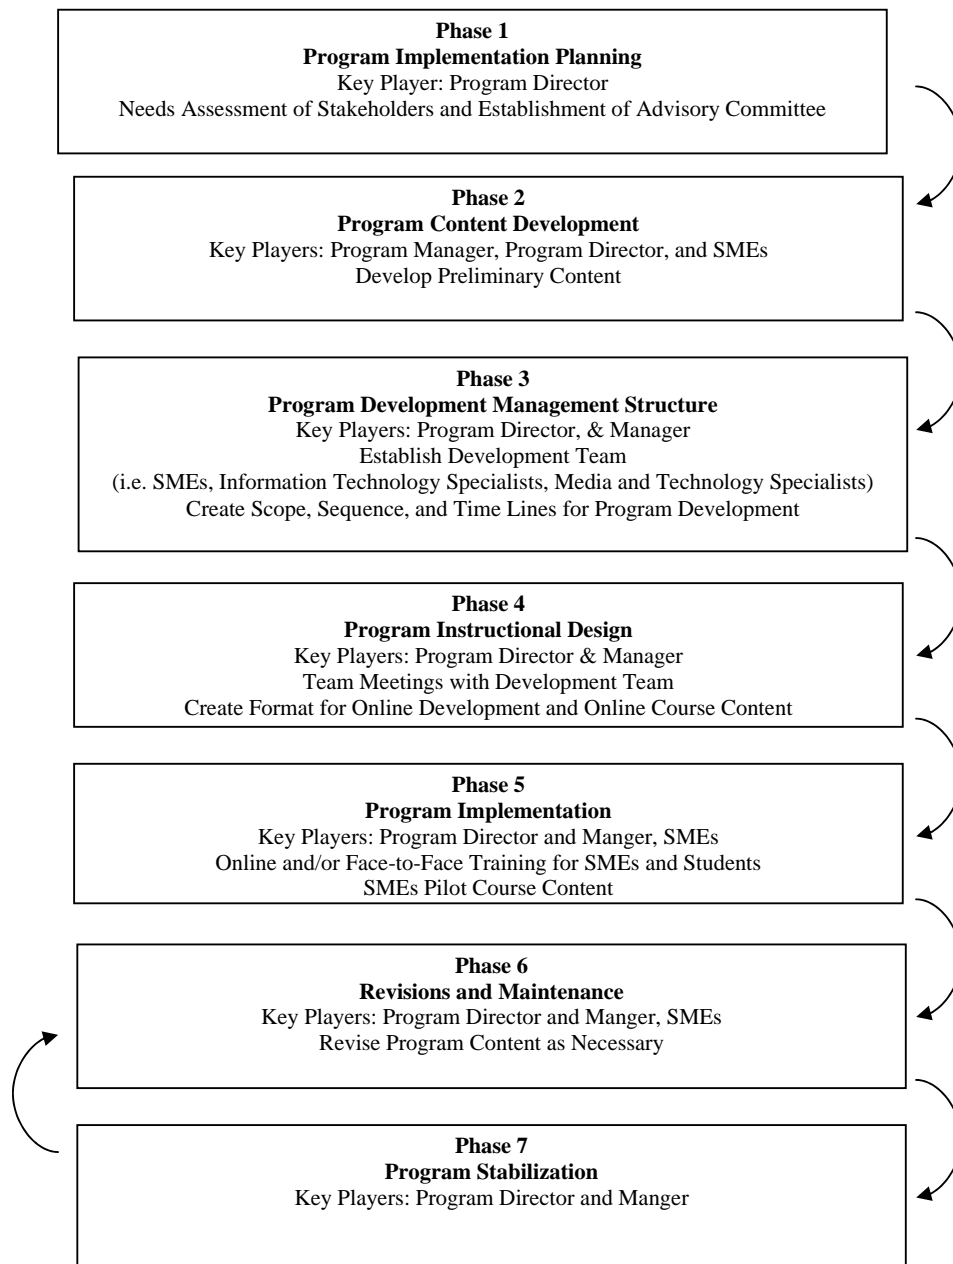 Phase 1
Program Implementation Planning
Key Player: Program Director
Needs Assessment of Stakeholders and Establishment of Advisory Committee
Phase 2
Program Content Development
Key Players: Program Manager, Program Director, and SMEs
Develop Preliminary Content
Phase 3
Program Development Management Structure
Key Players: Program Director, & Manager
Establish Development Team
(i.e. SMEs, Information Technology Specialists, Media and Technology Specialists)
Create Scope, Sequence, and Time Lines for Program Development
Phase 4
Program Instructional Design
Key Players: Program Director & Manager
Team Meetings with Development Team
Create Format for Online Development and Online Course Content
Phase 5
Program Implementation
Key Players: Program Director and Manger, SMEs
Online and/or Face-to-Face Training for SMEs and Students
SMEs Pilot Course Content
Phase 6
Revisions and Maintenance
Key Players: Program Director and Manger, SMEs
Revise Program Content as Necessary
Phase 7
Program Stabilization
Key Players: Program Director and Manger